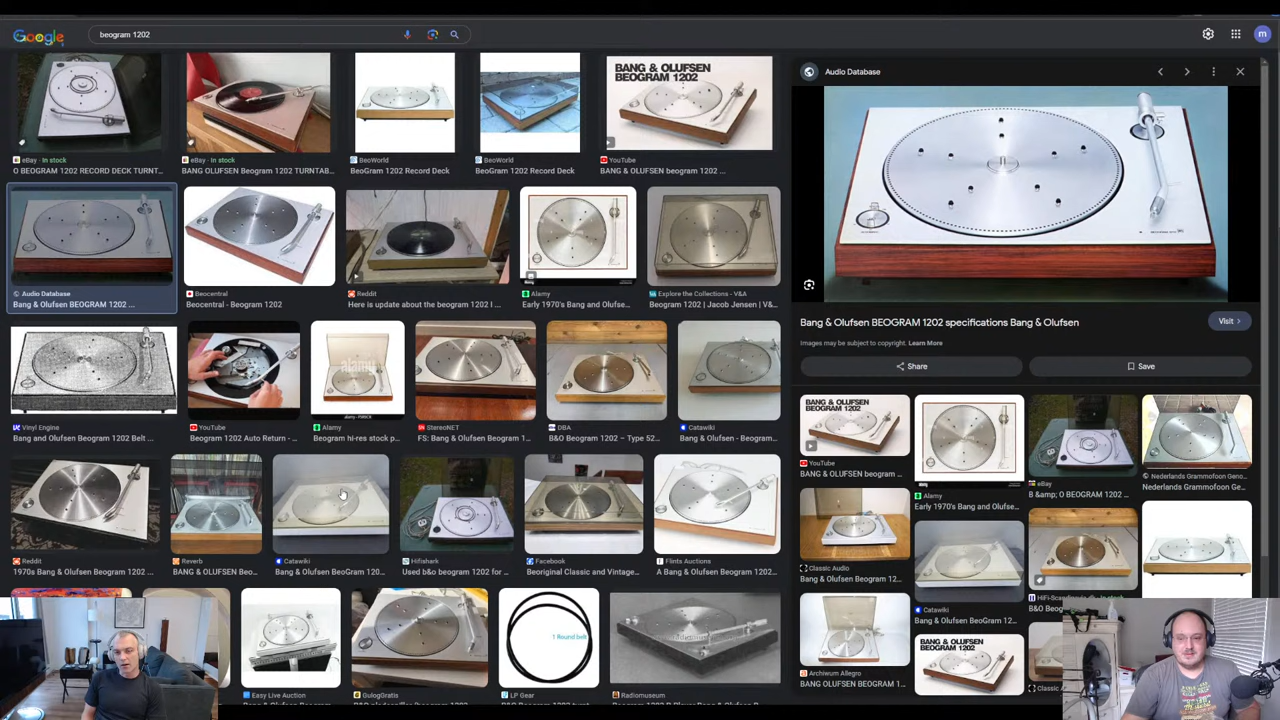 Google
beogram 1202
m
eBay · In stock
O BEOGRAM 1202 RECORD DECK TURNT...
eBay · In stock
BANG OLUFSEN Beogram 1202 TURNTAB...
BeoWorld
BeoGram 1202 Record Deck
BeoWorld
BeoGram 1202 Record Deck
BANG & OLUFSEN
BEOGRAM 1202
YouTube
BANG & OLUFSEN beogram 1202 ...
Audio Database
Bang & Olufsen BEOGRAM 1202 ...
Beocentral
Beocentral - Beogram 1202
Reddit
Here is update about the beogram 1202 I ...
Alamy
Early 1970's Bang and Olufse...
Explore the Collections - V&A
Beogram 1202 | Jacob Jensen | V&...
Vinyl Engine
Bang and Olufsen Beogram 1202 Belt ...
YouTube
Beogram 1202 Auto Return - ...
alamy
Alamy
Beogram hi-res stock p...
StereoNET
FS: Bang & Olufsen Beogram 1...
DBA
B&O Beogram 1202 – Type 52...
Catawiki
Bang & Olufsen - Beogram...
Reddit
1970s Bang & Olufsen Beogram 1202 ...
Reverb
BANG & OLUFSEN Beo...
Catawiki
Bang & Olufsen BeoGram 120...
Hifishark
Used b&o beogram 1202 for ...
Facebook
Beoriginal Classic and Vintage...
Flints Auctions
A Bang & Olufsen Beogram 1202...
Easy Live Auction
GulogGratis
1 Round belt
LP Gear
Radiomuseum
Audio Database
Bang & Olufsen BEOGRAM 1202 specifications Bang & Olufsen
Visit
Images may be subject to copyright. Learn More
Share
Save
BANG & OLUFSEN
BEOGRAM 1202
YouTube
BANG & OLUFSEN beogram ...
Alamy
Early 1970's Bang and Olufse...
eBay
B &amp; O BEOGRAM 1202 ...
Nederlands Grammofoon Geno...
Nederlands Grammofoon Ge...
Classic Audio
Bang & Olufsen Beogram 12...
Catawiki
Bang & Olufsen BeoGram 12...
Archiwum Allegro
BANG OLUFSEN BEOGRAM 1...
BANG & OLUFSEN
BEOGRAM 1202